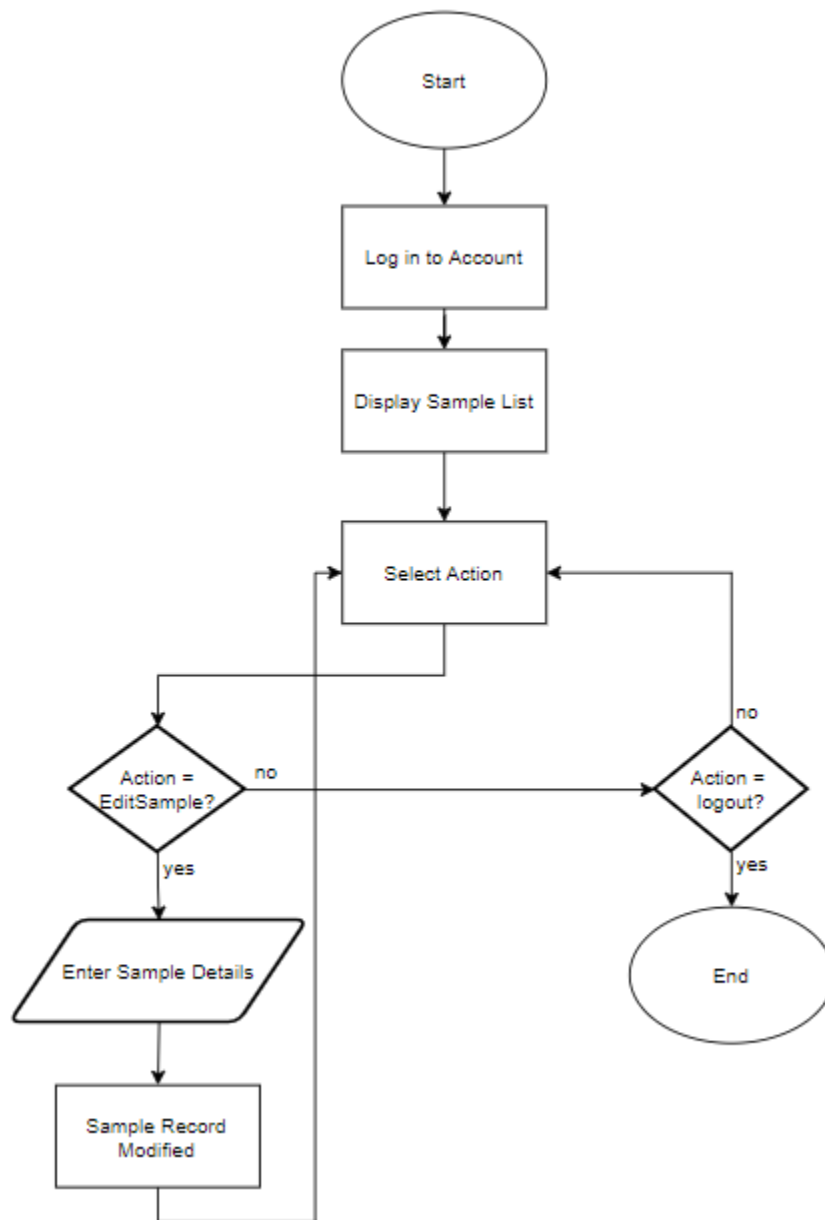 Start
Log in to Account
Display Sample List
Select Action
no
Action =
EditSample?
no
Action =
logout?
yes
yes
Enter Sample Details
End
Sample Record
Modified